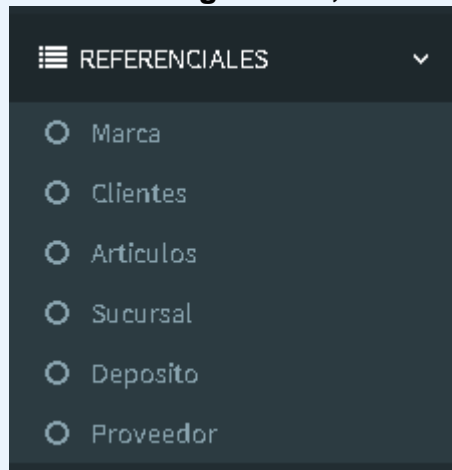 REFERENCIALES
Marca
Clientes
Articulos
Sucursal
Deposito
Proveedor